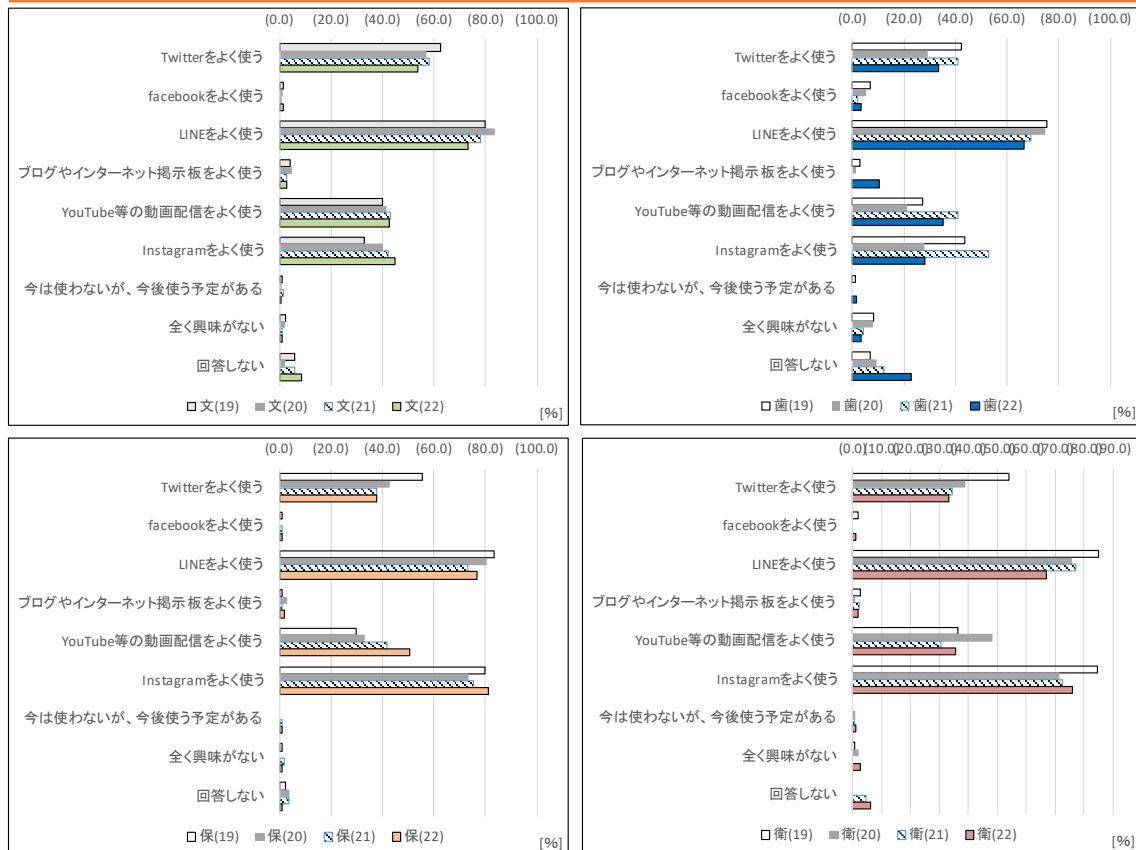 (0.0) (20.0) (40.0) (60.0) (80.0) (100.0)
Twitterをよく使う
facebookをよく使う
LINEをよく使う
ブログやインターネット掲示板をよく使う
YouTube等の動画配信をよく使う
Instagramをよく使う
今は使わないが、今後使う予定がある
全く興味がない
回答しない
文(19) 文(20) 文(21) 文(22)
[%]
(0.0) (20.0) (40.0) (60.0) (80.0) (100.0)
Twitterをよく使う
facebookをよく使う
LINEをよく使う
ブログやインターネット掲示板をよく使う
YouTube等の動画配信をよく使う
Instagramをよく使う
今は使わないが、今後使う予定がある
全く興味がない
回答しない
歯(19) 歯(20) 歯(21) 歯(22)
[%]
(0.0) (20.0) (40.0) (60.0) (80.0) (100.0)
Twitterをよく使う
facebookをよく使う
LINEをよく使う
ブログやインターネット掲示板をよく使う
YouTube等の動画配信をよく使う
Instagramをよく使う
今は使わないが、今後使う予定がある
全く興味がない
回答しない
保(19) 保(20) 保(21) 保(22)
[%]
(0.0) (10.0) (20.0) (30.0) (40.0) (50.0) (60.0) (70.0) (80.0) (90.0)
Twitterをよく使う
facebookをよく使う
LINEをよく使う
ブログやインターネット掲示板をよく使う
YouTube等の動画配信をよく使う
Instagramをよく使う
今は使わないが、今後使う予定がある
全く興味がない
回答しない
衛(19) 衛(20) 衛(21) 衛(22)
[%]